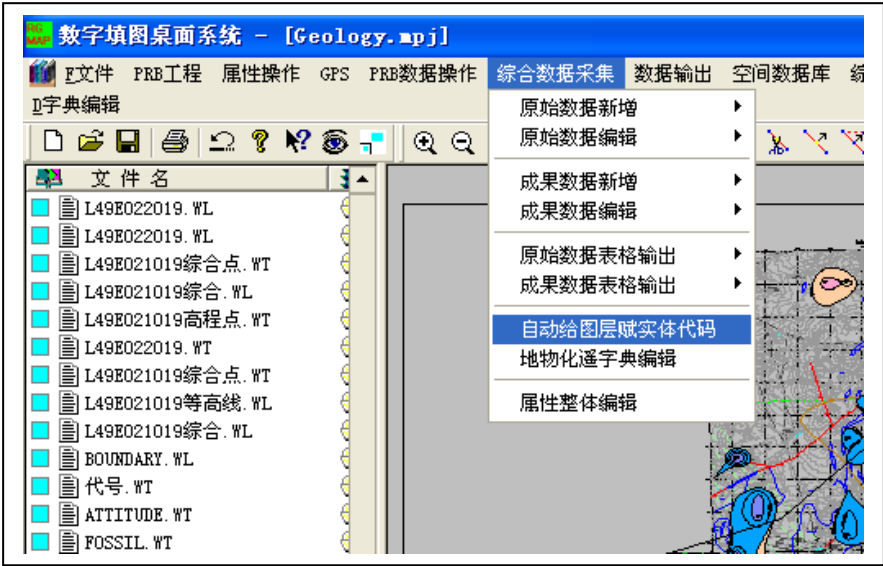 RG MAP 数字填图桌面系统 - [Geology.mpj]
F文件 PRB工程 属性操作 GPS PRB数据操作 综合数据采集 数据输出 空间数据库 综
D字典编辑
原始数据新增
原始数据编辑
成果数据新增
成果数据编辑
原始数据表格输出
成果数据表格输出
自动给图层赋实体代码
地物化遥字典编辑
属性整体编辑
文 件 名
L49E022019.WL
L49E022019.WL
L49E021019综合点.WT
L49E021019综合.WL
L49E021019高程点.WT
L49E022019.WT
L49E021019综合点.WT
L49E021019等高线.WL
L49E021019综合.WL
BOUNDARY.WL
代号.WT
ATTITUDE.WT
FOSSIL.WT